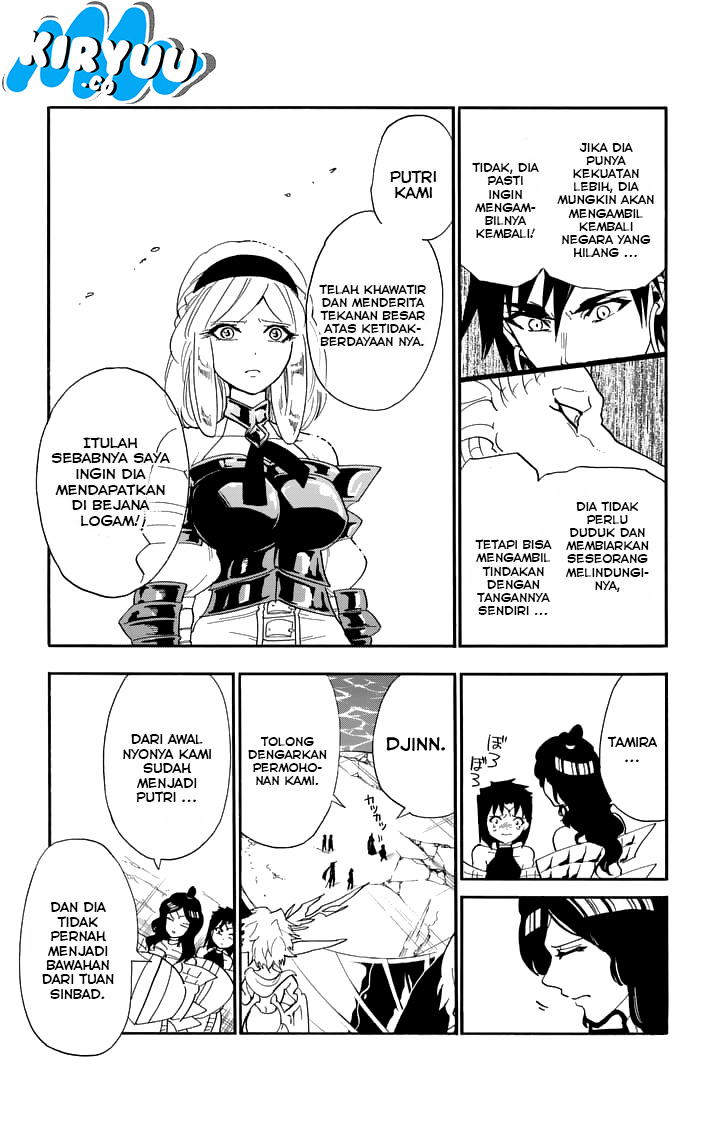 KIRYUU
.CO
JIKA DIA
PUNYA
KEKUATAN
LEBIH, DIA
MUNGKIN AKAN
MENGAMBIL
KEMBALI
NEGARA YANG
HILANG ...
TIDAK, DIA
PASTI
INGIN
MENGAM-
BILNYA
KEMBALI!
DIA TIDAK
PERLU
DUDUK DAN
MEMBIARKAN
SESEORANG
MELINDUNGI-
NYA,
TETAPI BISA
MENGAMBIL
TINDAKAN
DENGAN
TANGANNYA
SENDIRI ...
PUTRI
KAMI
TELAH KHAWATIR
DAN MENDERITA
TEKANAN BESAR
ATAS KETIDAK-
BERDAYAAN NYA.
ITULAH
SEBABNYA SAYA
INGIN DIA
MENDAPATKAN
DI BEJANA
LOGAM!
TAMIRA ...
ぼろ
ぼろ
DJINN.
TOLONG
DENGARKAN
PERMOHO-
NAN KAMI.
カッカッ
DARI AWAL
NYONYA KAMI
SUDAH
MENJADI
PUTRI ...
DAN DIA
TIDAK
PERNAH
MENJADI
BAWAHAN
DARI TUAN
SINBAD.